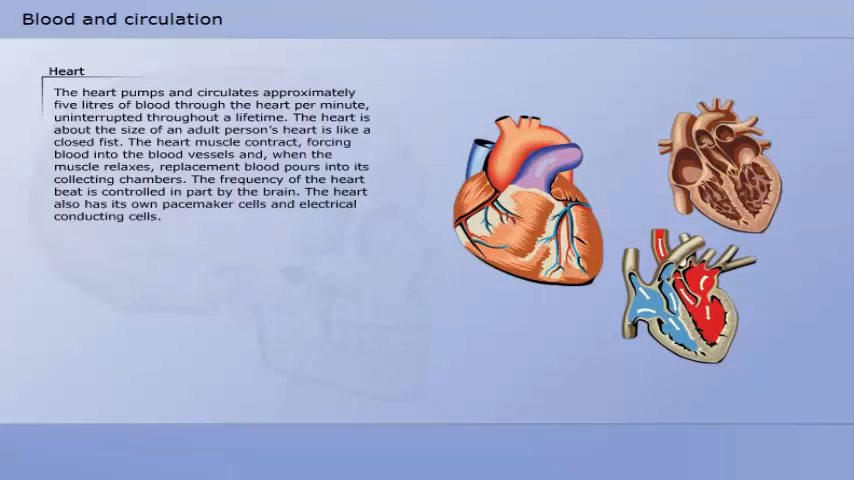 Blood and circulation
Heart
The heart pumps and circulates approximately
five litres of blood through the heart per minute,
uninterrupted throughout a lifetime. The heart is
about the size of an adult person's heart is like a
closed fist. The heart muscle contract, forcing
blood into the blood vessels and, when the
muscle relaxes, replacement blood pours into its
collecting chambers. The frequency of the heart
beat is controlled in part by the brain. The heart
also has its own pacemaker cells and electrical
conducting cells.